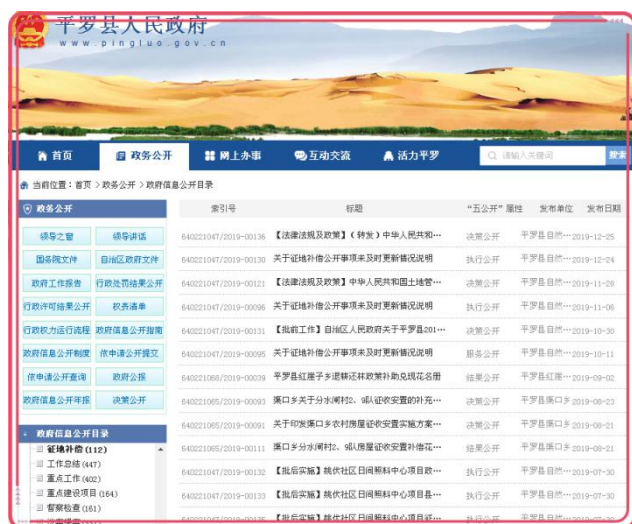 平罗县人民政府
www.pingluo.gov.cn
首页 政务公开 网上办事 互动交流 活力平罗 请输入关键词 搜索
当前位置：首页 > 政务公开 > 政府信息公开目录
政务公开
领导之窗 领导讲话
国务院文件 自治区政府文件
政府工作报告 行政处罚结果公开
行政许可结果公开 权责清单
行政权力运行流程 政府信息公开指南
政府信息公开制度 依申请公开提交
依申请公开查询 政府公报
政府信息公开年报 决策公开
政府信息公开目录
征地补偿(112)
工作总结(447)
重点工作(402)
重点建设项目(164)
督察检查(161)
索引号 标题 “五公开”属性 发布单位 发布日期
640221047/2019-00136 【法律法规及政策】（转发）中华人民共和… 决策公开 平罗县自然… 2019-12-25
640221047/2019-00130 关于征地补偿公开事项未及时更新情况说明 执行公开 平罗县自然… 2019-12-24
640221047/2019-00121 【法律法规及政策】中华人民共和国土地管… 决策公开 平罗县自然… 2019-11-28
640221047/2019-00096 关于征地补偿公开事项未及时更新情况说明 执行公开 平罗县自然… 2019-11-06
640221047/2019-00131 【批前工作】自治区人民政府关于平罗县201… 决策公开 平罗县自然… 2019-10-30
640221047/2019-00095 关于征地补偿公开事项未及时更新情况说明 服务公开 平罗县自然… 2019-10-11
640221068/2019-00039 平罗县红崖子乡退耕还林政策补助兑现花名册 结果公开 平罗县红崖… 2019-09-02
640221065/2019-00093 渠口乡关于分水闸村2、9队征收安置的补充… 决策公开 平罗县渠口乡 2019-08-23
640221065/2019-00091 关于印发渠口乡农村房屋征收安置实施方案… 决策公开 平罗县渠口乡 2019-08-21
640221065/2019-00111 渠口乡分水闸村2、9队房屋征收安置补偿花… 结果公开 平罗县渠口乡 2019-08-21
640221047/2019-00132 【批后实施】姚伏社区日间照料中心项目政… 执行公开 平罗县自然… 2019-07-30
640221047/2019-00133 【批后实施】姚伏社区日间照料中心项目县… 执行公开 平罗县自然… 2019-07-30